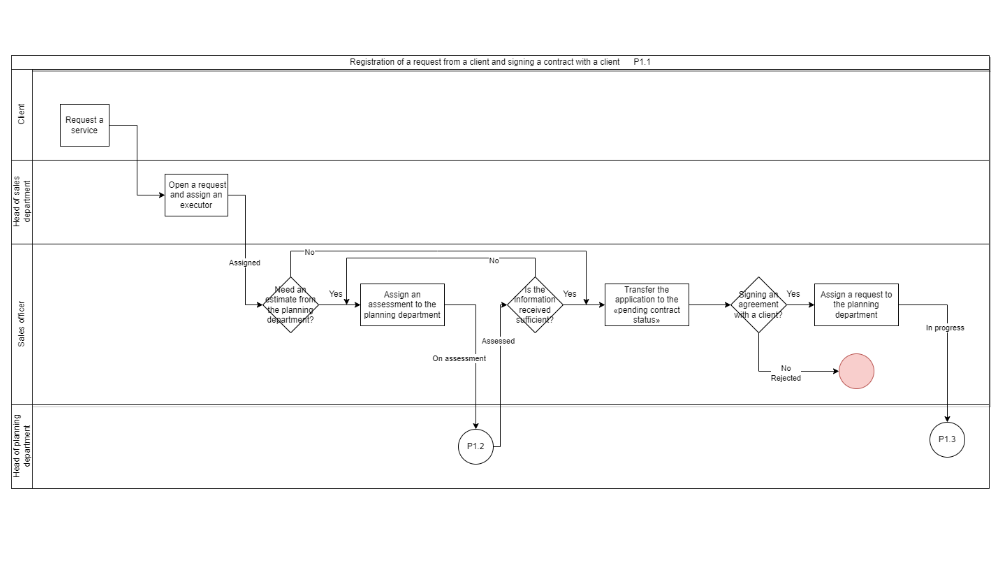 Registration of a request from a client and signing a contract with a client P1.1
Client
Request a
service
Head of sales
department
Open a request
and assign an
executor
Sales officer
Assigned
Need an
estimate from
the planning
department?
No
Yes
Assign an
assessment to the
planning department
On assessment
No
Assessed
Is the
information
received
sufficient?
Yes
Transfer the
application to the
«pending contract
status»
Signing an
agreement
with a client?
Yes
Assign a request to
the planning
department
In progress
No
Rejected
Head of planning
department
P1.2
P1.3